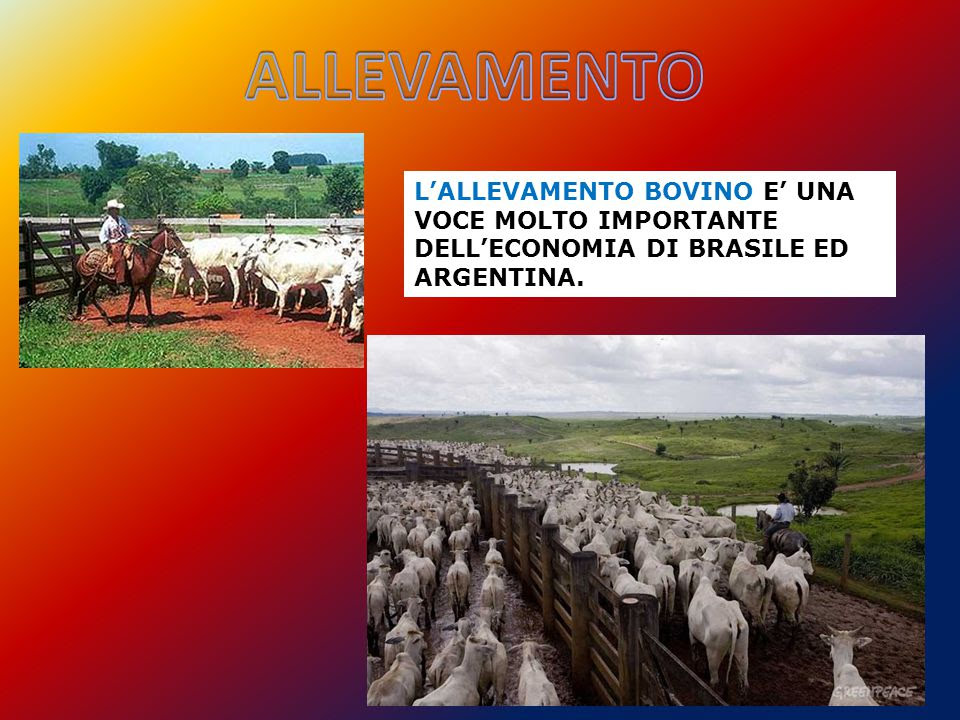 ALLEVAMENTO
L’ALLEVAMENTO BOVINO E’ UNA
VOCE MOLTO IMPORTANTE
DELL’ECONOMIA DI BRASILE ED
ARGENTINA.
GREENPEACE